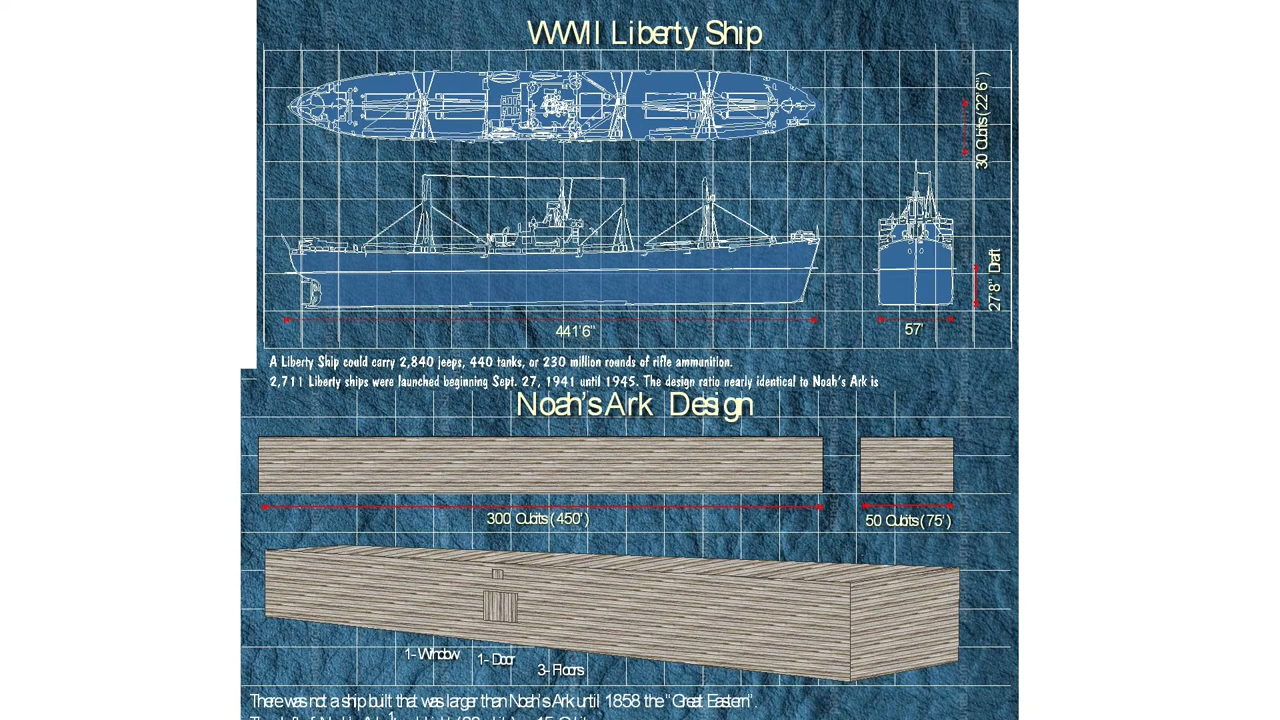 WWII Liberty Ship
30 Cubits (22'6")
27'8" Draft
441'6"
57'
A Liberty Ship could carry 2,840 jeeps, 440 tanks, or 230 million rounds of rifle ammunition.
2,711 Liberty ships were launched beginning Sept. 27, 1941 until 1945. The design ratio nearly identical to Noah's Ark is
Noah's Ark Design
300 Cubits (450')
50 Cubits (75')
1- Window
1- Door
3- Floors
There was not a ship built that was larger than Noah's Ark until 1858 the "Great Eastern".